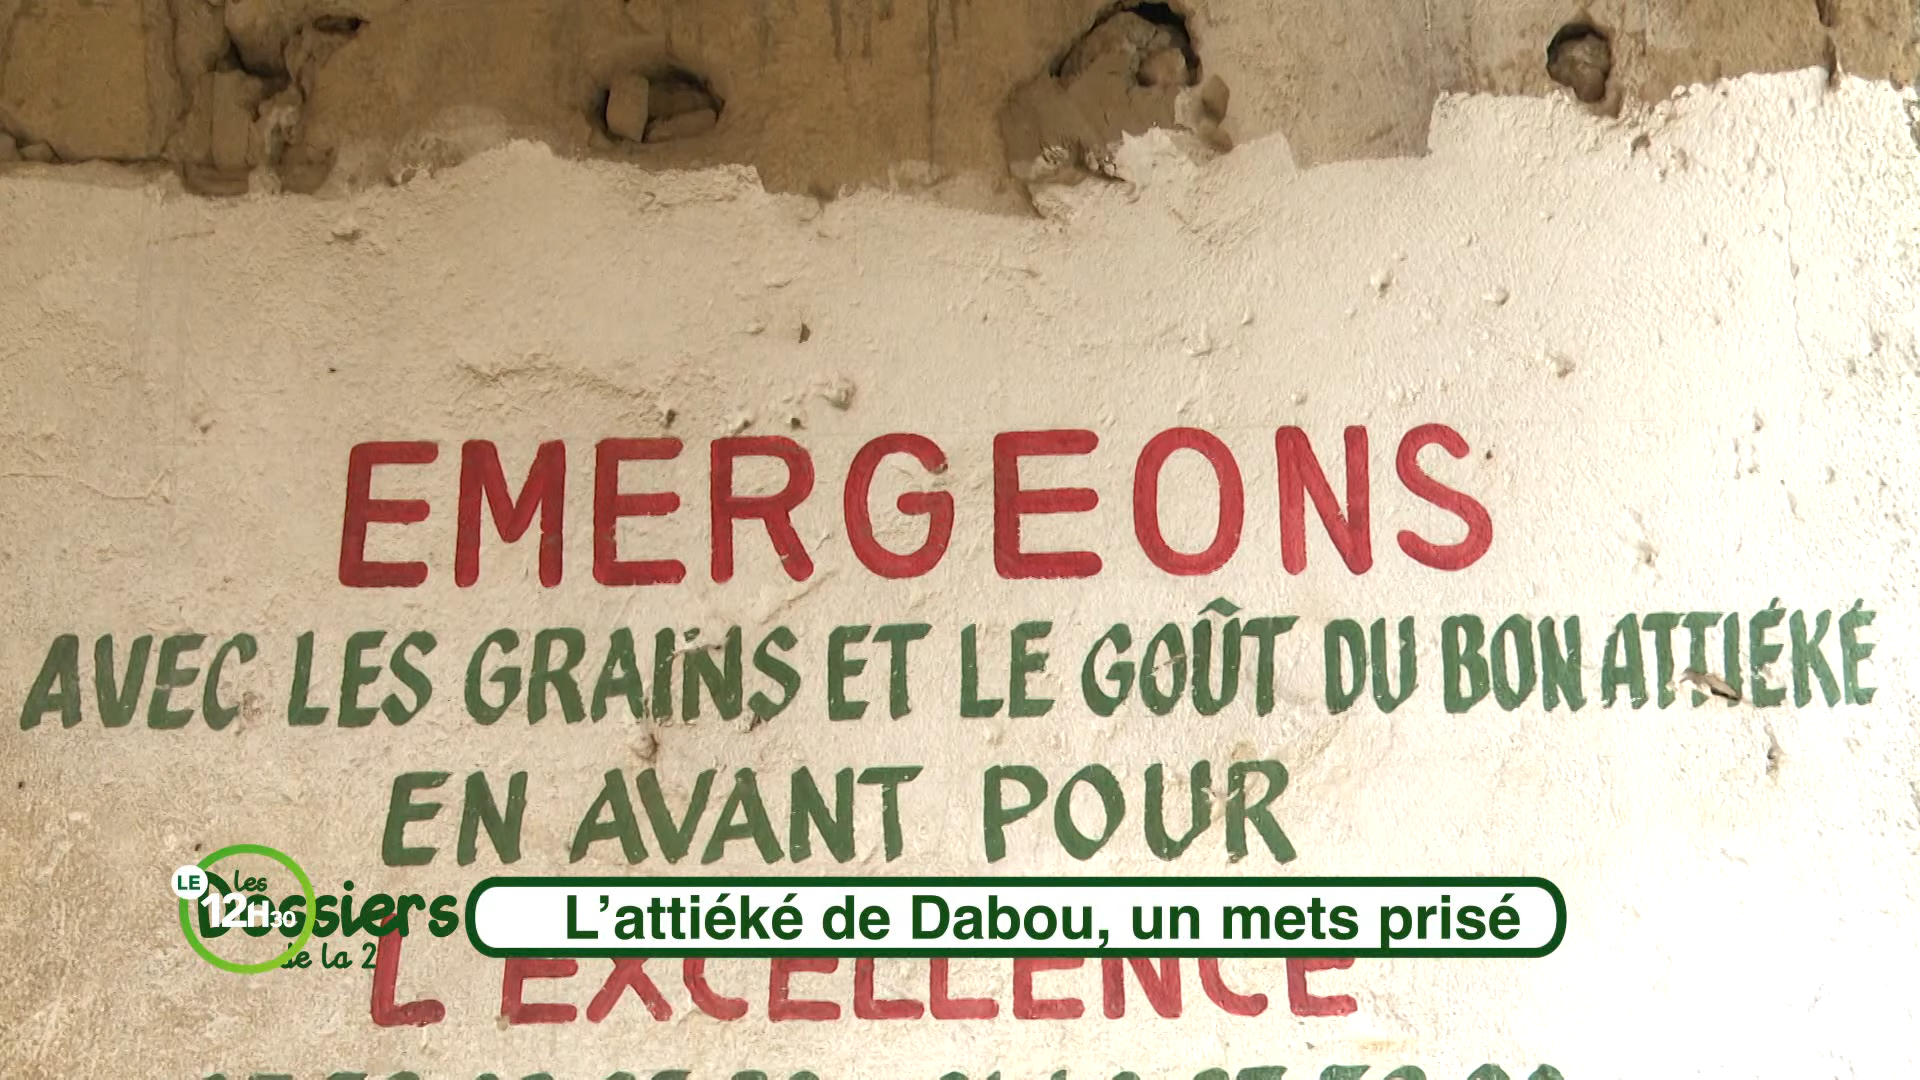 EMERGEONS
AVEC LES GRAINS ET LE GOÛT DU BON ATTIÉKÉ
EN AVANT POUR
L'EXCELLENCE
LE 12H30
les Dossiers de la 2
L'attiéké de Dabou, un mets prisé